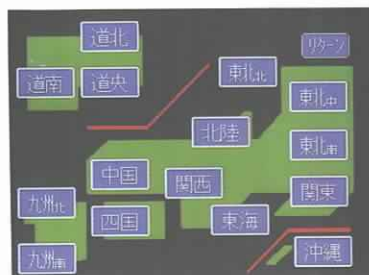 道北
リターン
道南
道央
東北北
東北中
北陸
東北南
中国
関西
関東
九州北
四国
東海
九州南
沖縄